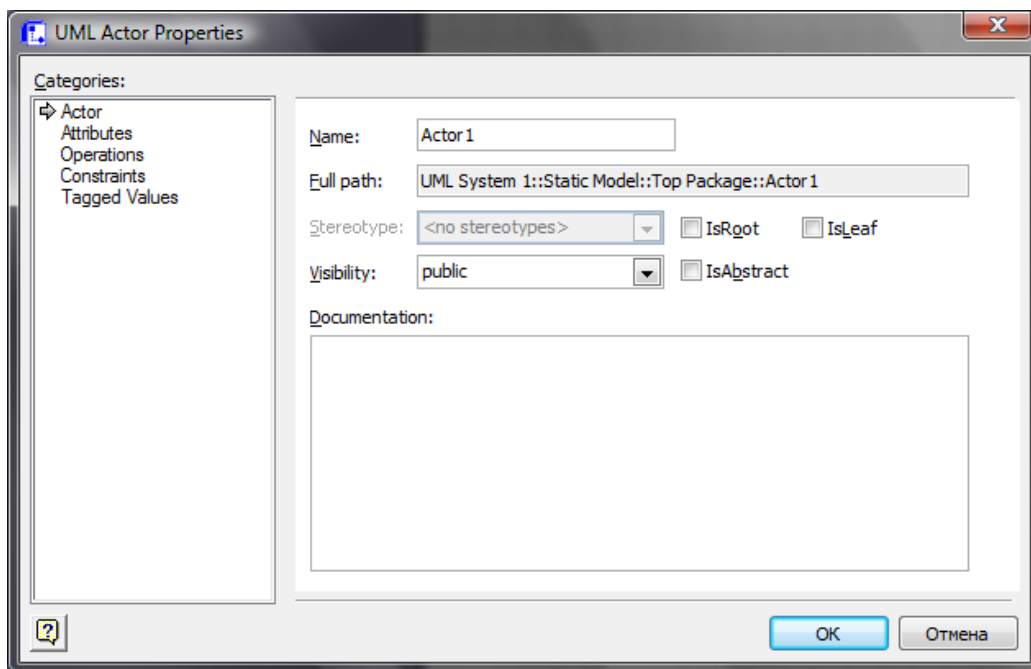 UML Actor Properties
Categories:
Actor
Attributes
Operations
Constraints
Tagged Values
Name: Actor1
Full path: UML System 1::Static Model::Top Package::Actor1
Stereotype: <no stereotypes> IsRoot IsLeaf
Visibility: public IsAbstract
Documentation:
OK Отмена